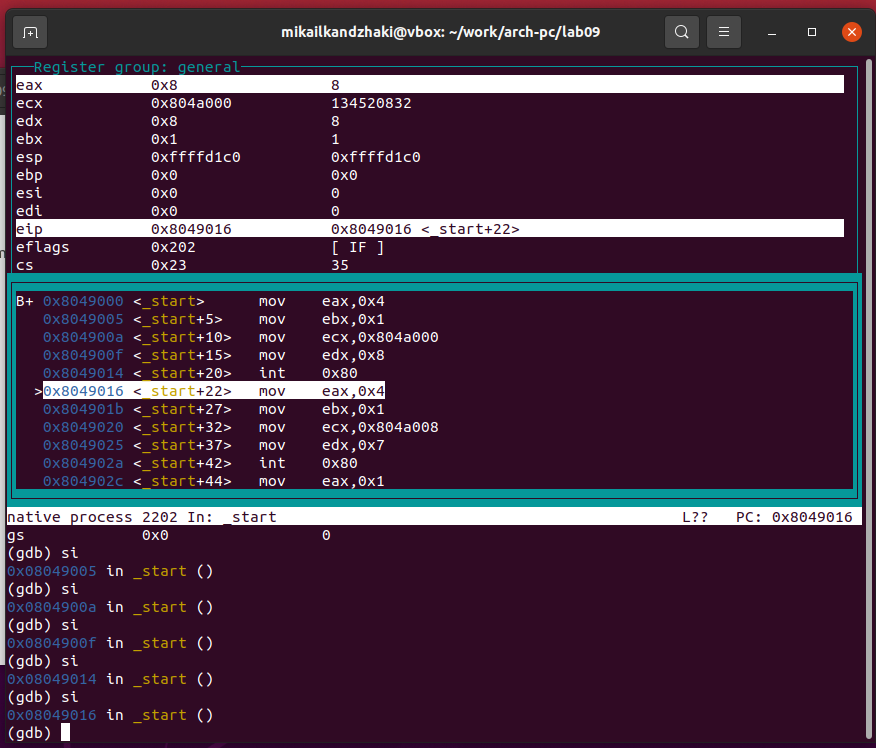 mikailkandzhaki@vbox: ~/work/arch-pc/lab09
Register group: general
eax 0x8 8
ecx 0x804a000 134520832
edx 0x8 8
ebx 0x1 1
esp 0xffffd1c0 0xffffd1c0
ebp 0x0 0x0
esi 0x0 0
edi 0x0 0
eip 0x8049016 0x8049016 <_start+22>
eflags 0x202 [ IF ]
cs 0x23 35
B+ 0x8049000 <_start> mov eax,0x4
0x8049005 <_start+5> mov ebx,0x1
0x804900a <_start+10> mov ecx,0x804a000
0x804900f <_start+15> mov edx,0x8
0x8049014 <_start+20> int 0x80
>0x8049016 <_start+22> mov eax,0x4
0x804901b <_start+27> mov ebx,0x1
0x8049020 <_start+32> mov ecx,0x804a008
0x8049025 <_start+37> mov edx,0x7
0x804902a <_start+42> int 0x80
0x804902c <_start+44> mov eax,0x1
native process 2202 In: _start L?? PC: 0x8049016
gs 0x0 0
(gdb) si
0x08049005 in _start ()
(gdb) si
0x0804900a in _start ()
(gdb) si
0x0804900f in _start ()
(gdb) si
0x08049014 in _start ()
(gdb) si
0x08049016 in _start ()
(gdb)